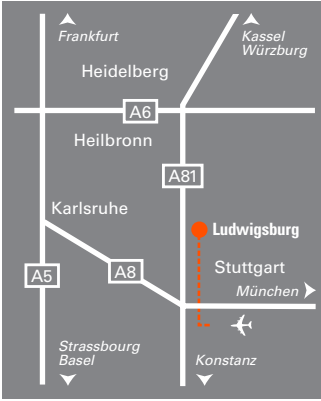 Frankfurt
Kassel
Würzburg
Heidelberg
A6
Heilbronn
A81
Karlsruhe
Ludwigsburg
A5
A8
Stuttgart
München
Strassbourg
Basel
Konstanz